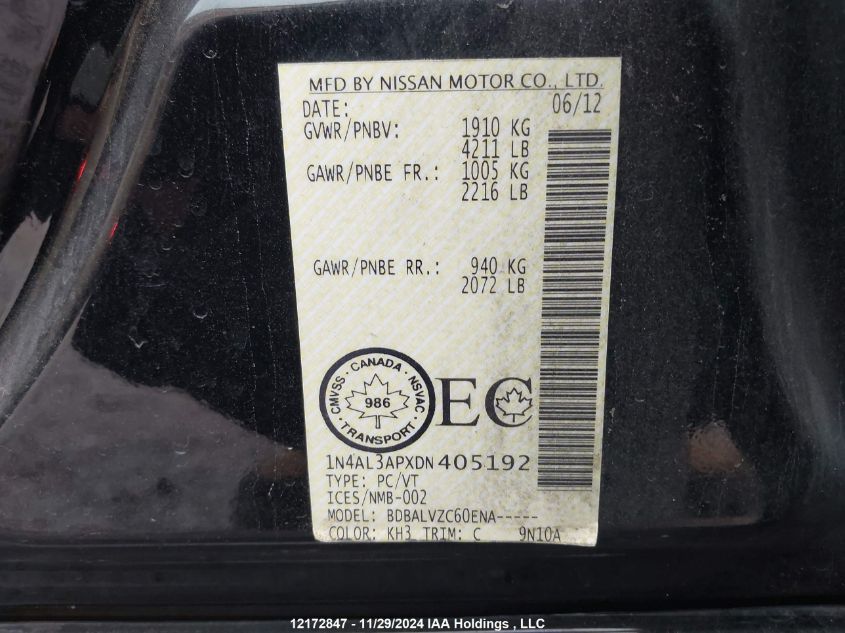 MFD BY NISSAN MOTOR CO., LTD.
DATE: 06/12
GVWR/PNBV: 1910 KG
4211 LB
GAWR/PNBE FR.: 1005 KG
2216 LB
GAWR/PNBE RR.: 940 KG
2072 LB
CMVSS · CANADA · NSVAC · TRANSPORT ·
986
EC
1N4AL3APXDN405192
TYPE: PC/VT
ICES/NMB-002
MODEL: BDBALVZC60ENA-----
COLOR: KH3 TRIM: C 9N10A
12172847 - 11/29/2024 IAA Holdings , LLC